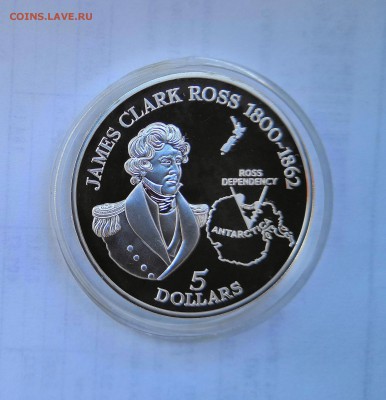 COINS.LAVE.RU
JAMES CLARK ROSS 1800-1862
ROSS
DEPENDENCY
ANTARCTICA
5
DOLLARS